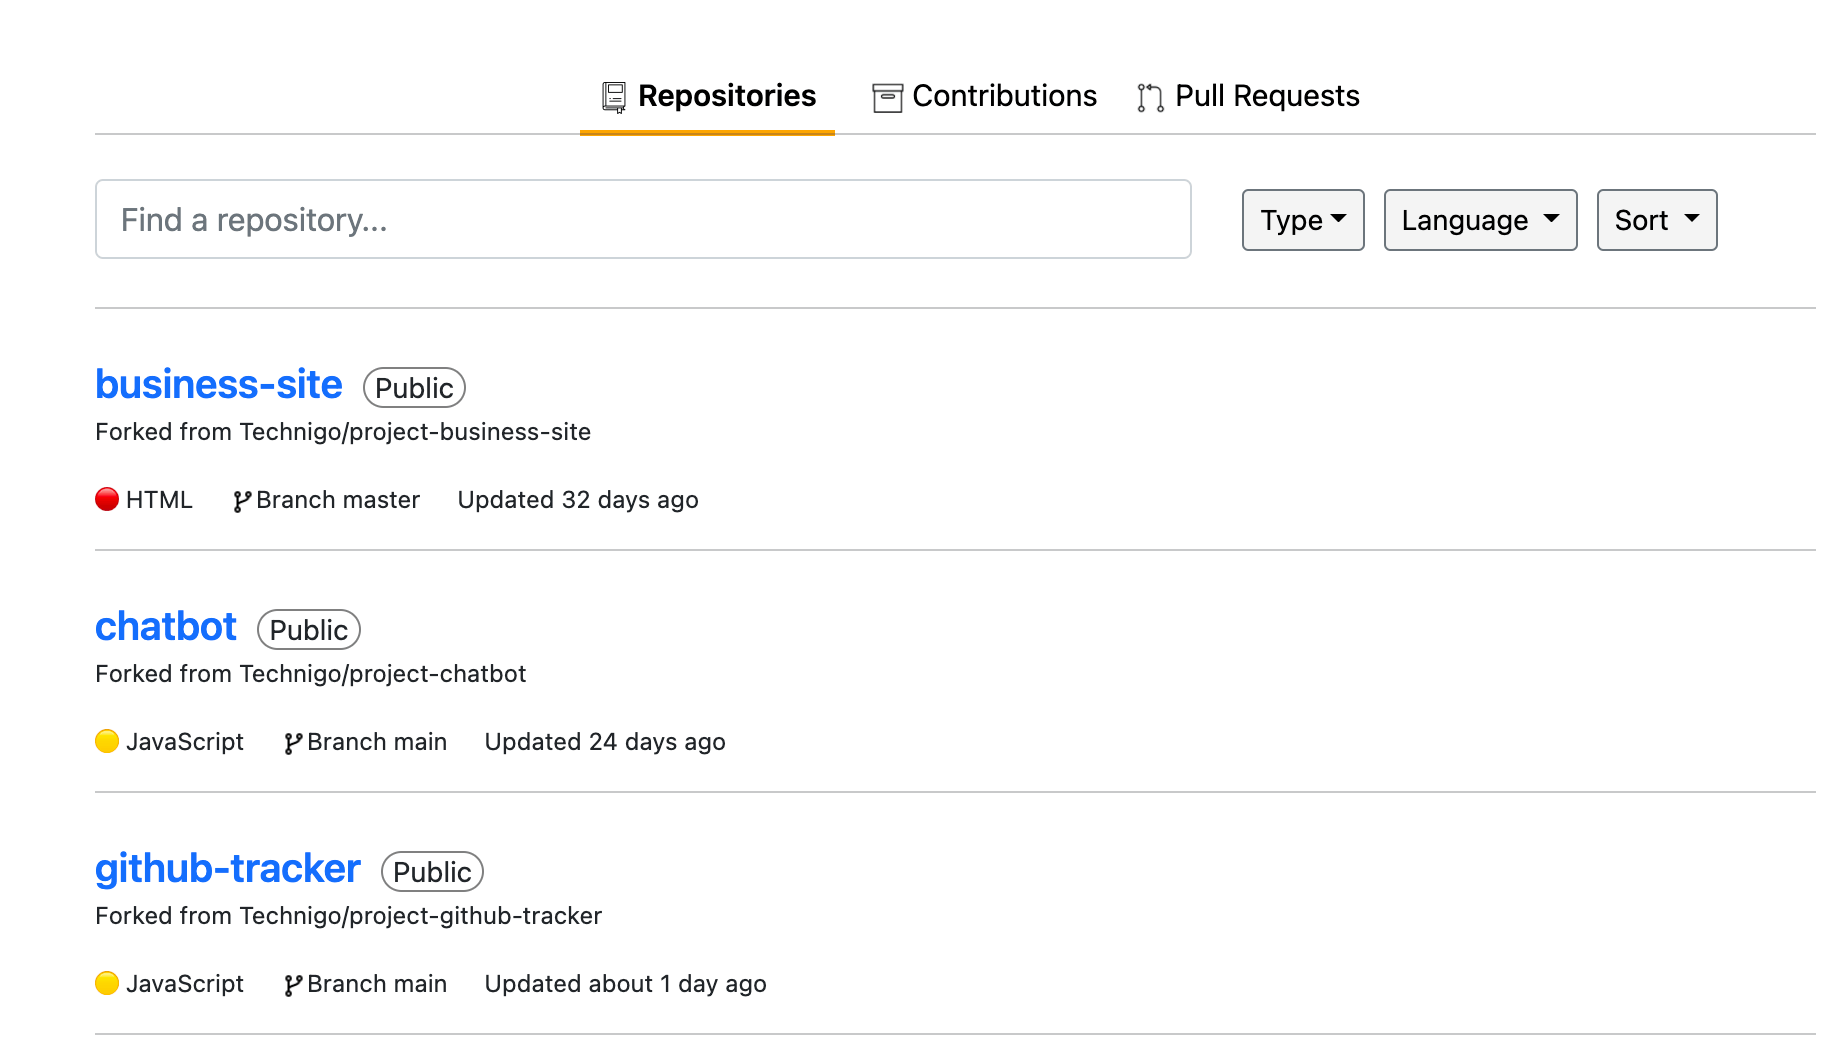 Repositories Contributions Pull Requests
Find a repository... Type Language Sort
business-site Public
Forked from Technigo/project-business-site
HTML Branch master Updated 32 days ago
chatbot Public
Forked from Technigo/project-chatbot
JavaScript Branch main Updated 24 days ago
github-tracker Public
Forked from Technigo/project-github-tracker
JavaScript Branch main Updated about 1 day ago